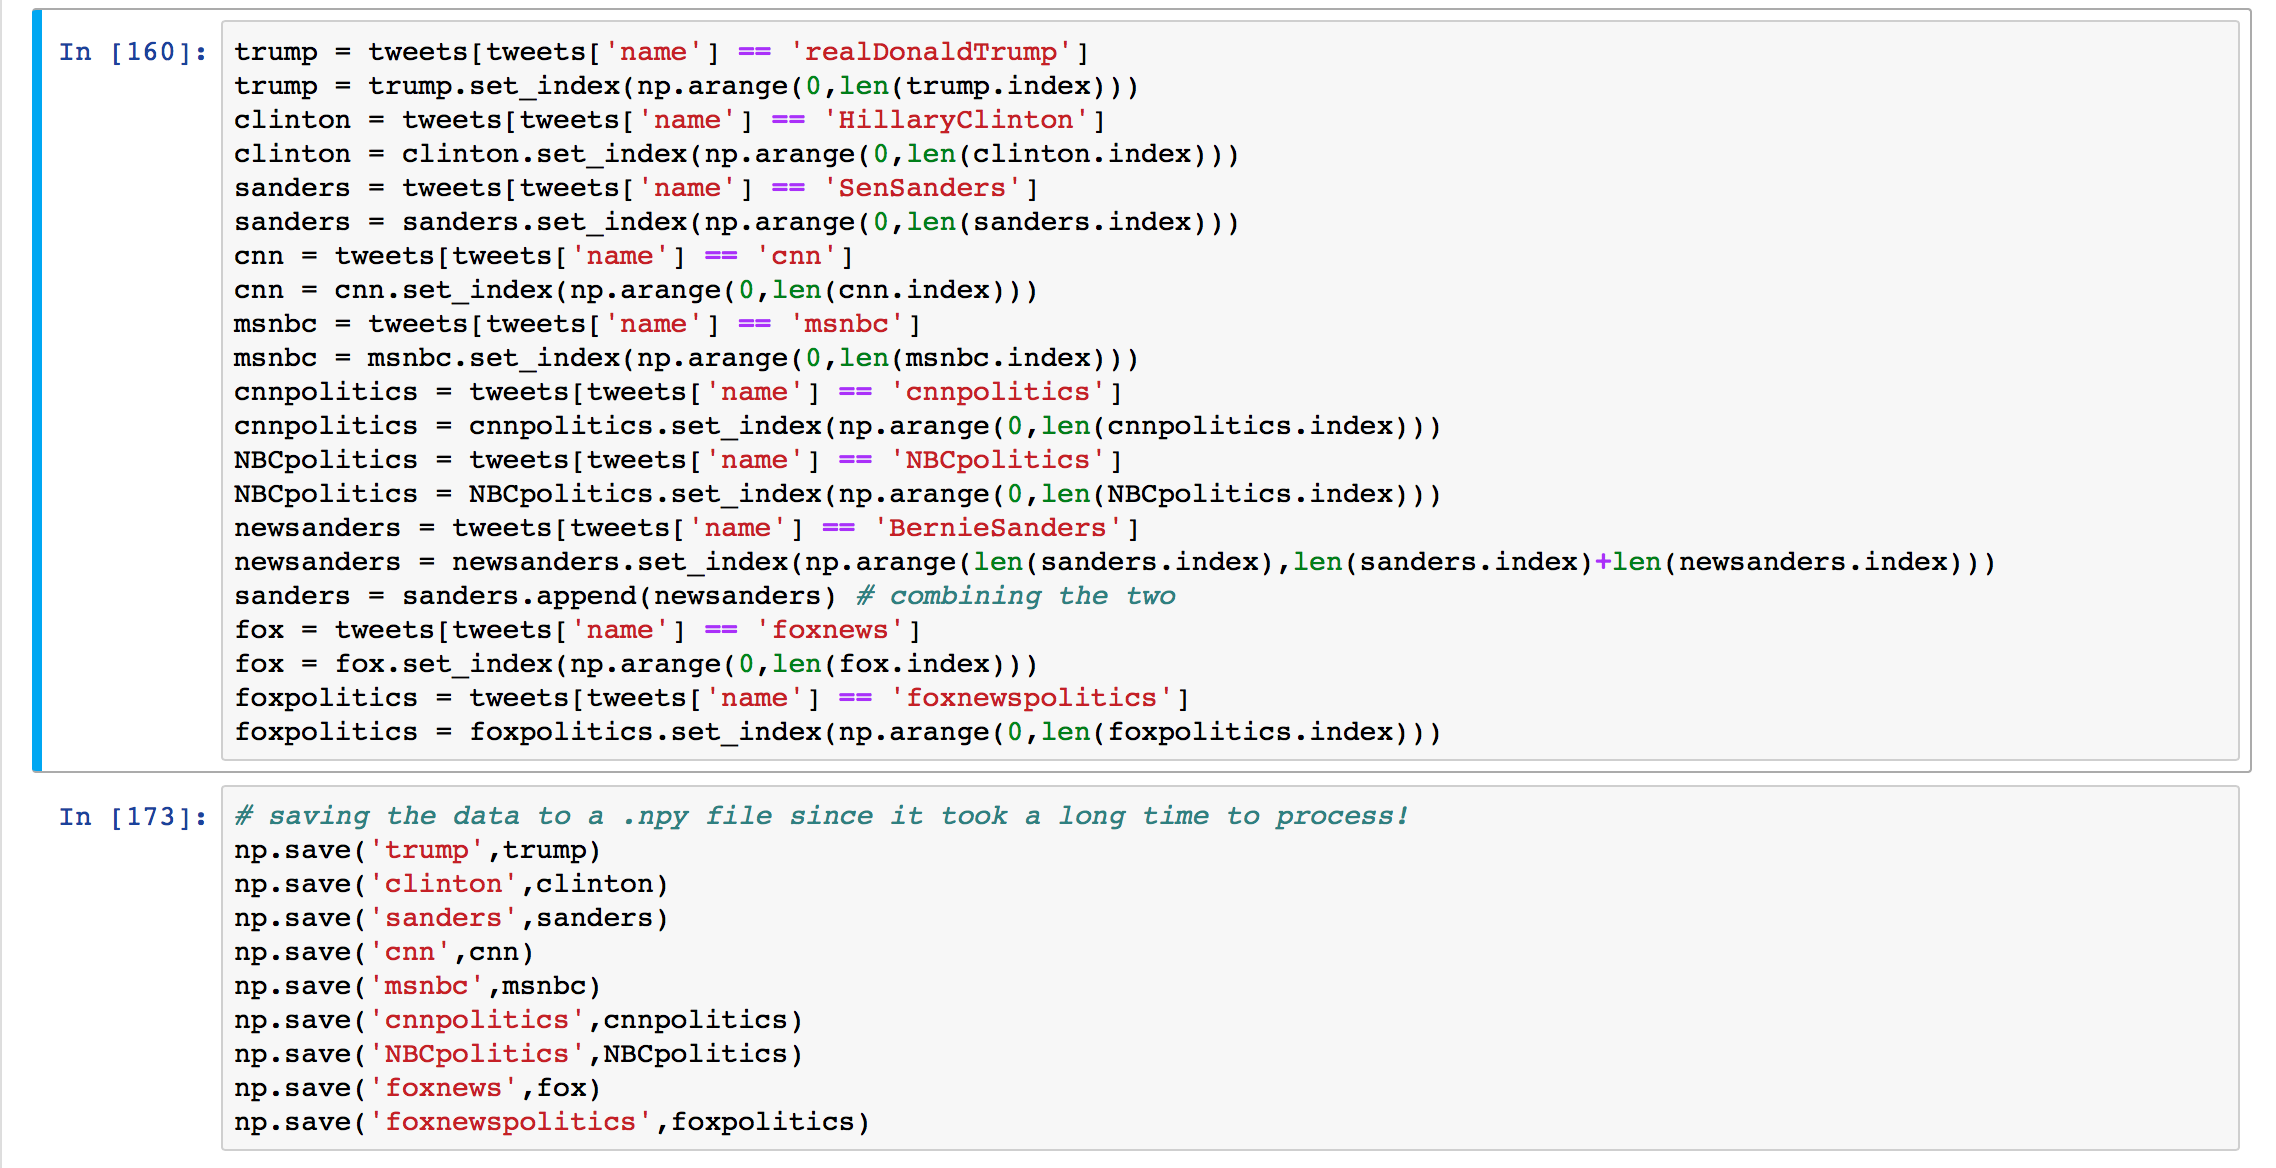 In [160]:
trump = tweets[tweets['name'] == 'realDonaldTrump']
trump = trump.set_index(np.arange(0,len(trump.index)))
clinton = tweets[tweets['name'] == 'HillaryClinton']
clinton = clinton.set_index(np.arange(0,len(clinton.index)))
sanders = tweets[tweets['name'] == 'SenSanders']
sanders = sanders.set_index(np.arange(0,len(sanders.index)))
cnn = tweets[tweets['name'] == 'cnn']
cnn = cnn.set_index(np.arange(0,len(cnn.index)))
msnbc = tweets[tweets['name'] == 'msnbc']
msnbc = msnbc.set_index(np.arange(0,len(msnbc.index)))
cnnpolitics = tweets[tweets['name'] == 'cnnpolitics']
cnnpolitics = cnnpolitics.set_index(np.arange(0,len(cnnpolitics.index)))
NBCpolitics = tweets[tweets['name'] == 'NBCpolitics']
NBCpolitics = NBCpolitics.set_index(np.arange(0,len(NBCpolitics.index)))
newsanders = tweets[tweets['name'] == 'BernieSanders']
newsanders = newsanders.set_index(np.arange(len(sanders.index),len(sanders.index)+len(newsanders.index)))
sanders = sanders.append(newsanders) # combining the two
fox = tweets[tweets['name'] == 'foxnews']
fox = fox.set_index(np.arange(0,len(fox.index)))
foxpolitics = tweets[tweets['name'] == 'foxnewspolitics']
foxpolitics = foxpolitics.set_index(np.arange(0,len(foxpolitics.index)))
In [173]:
# saving the data to a .npy file since it took a long time to process!
np.save('trump',trump)
np.save('clinton',clinton)
np.save('sanders',sanders)
np.save('cnn',cnn)
np.save('msnbc',msnbc)
np.save('cnnpolitics',cnnpolitics)
np.save('NBCpolitics',NBCpolitics)
np.save('foxnews',fox)
np.save('foxnewspolitics',foxpolitics)